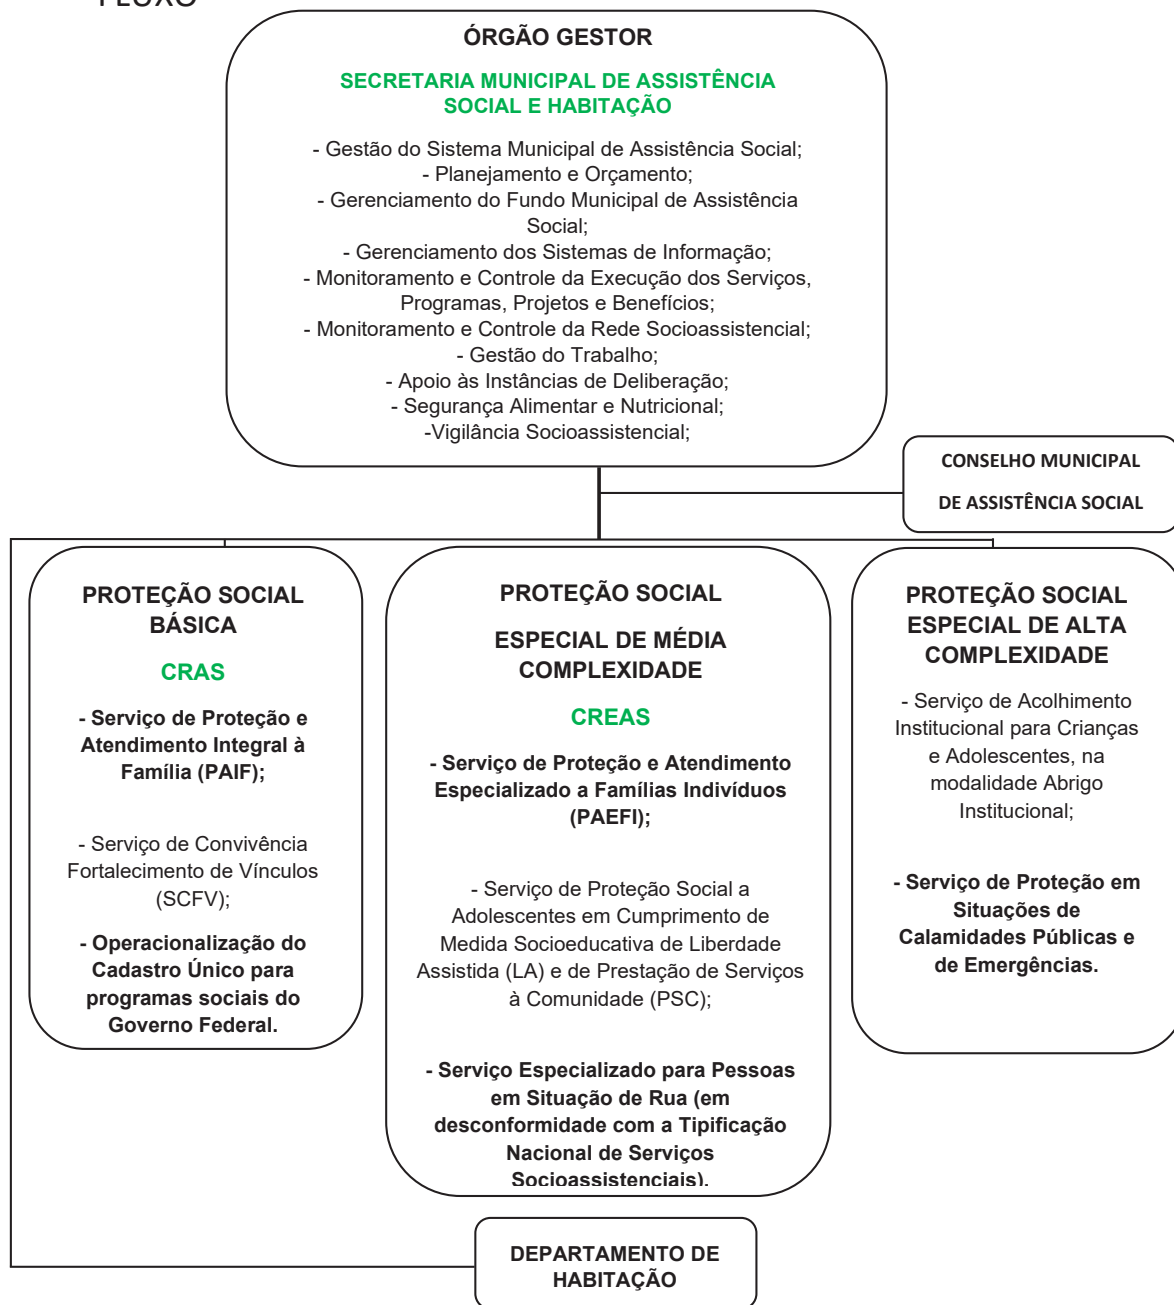 FLUXO
ÓRGÃO GESTOR
SECRETARIA MUNICIPAL DE ASSISTÊNCIA
SOCIAL E HABITAÇÃO
- Gestão do Sistema Municipal de Assistência Social;
- Planejamento e Orçamento;
- Gerenciamento do Fundo Municipal de Assistência
Social;
- Gerenciamento dos Sistemas de Informação;
- Monitoramento e Controle da Execução dos Serviços,
Programas, Projetos e Benefícios;
- Monitoramento e Controle da Rede Socioassistencial;
- Gestão do Trabalho;
- Apoio às Instâncias de Deliberação;
- Segurança Alimentar e Nutricional;
-Vigilância Socioassistencial;
CONSELHO MUNICIPAL
DE ASSISTÊNCIA SOCIAL
PROTEÇÃO SOCIAL
BÁSICA
CRAS
- Serviço de Proteção e
Atendimento Integral à
Família (PAIF);
- Serviço de Convivência
Fortalecimento de Vínculos
(SCFV);
- Operacionalização do
Cadastro Único para
programas sociais do
Governo Federal.
PROTEÇÃO SOCIAL
ESPECIAL DE MÉDIA
COMPLEXIDADE
CREAS
- Serviço de Proteção e Atendimento
Especializado a Famílias Indivíduos
(PAEFI);
- Serviço de Proteção Social a
Adolescentes em Cumprimento de
Medida Socioeducativa de Liberdade
Assistida (LA) e de Prestação de Serviços
à Comunidade (PSC);
- Serviço Especializado para Pessoas
em Situação de Rua (em
desconformidade com a Tipificação
Nacional de Serviços
Socioassistenciais).
PROTEÇÃO SOCIAL
ESPECIAL DE ALTA
COMPLEXIDADE
- Serviço de Acolhimento
Institucional para Crianças
e Adolescentes, na
modalidade Abrigo
Institucional;
- Serviço de Proteção em
Situações de
Calamidades Públicas e
de Emergências.
DEPARTAMENTO DE
HABITAÇÃO